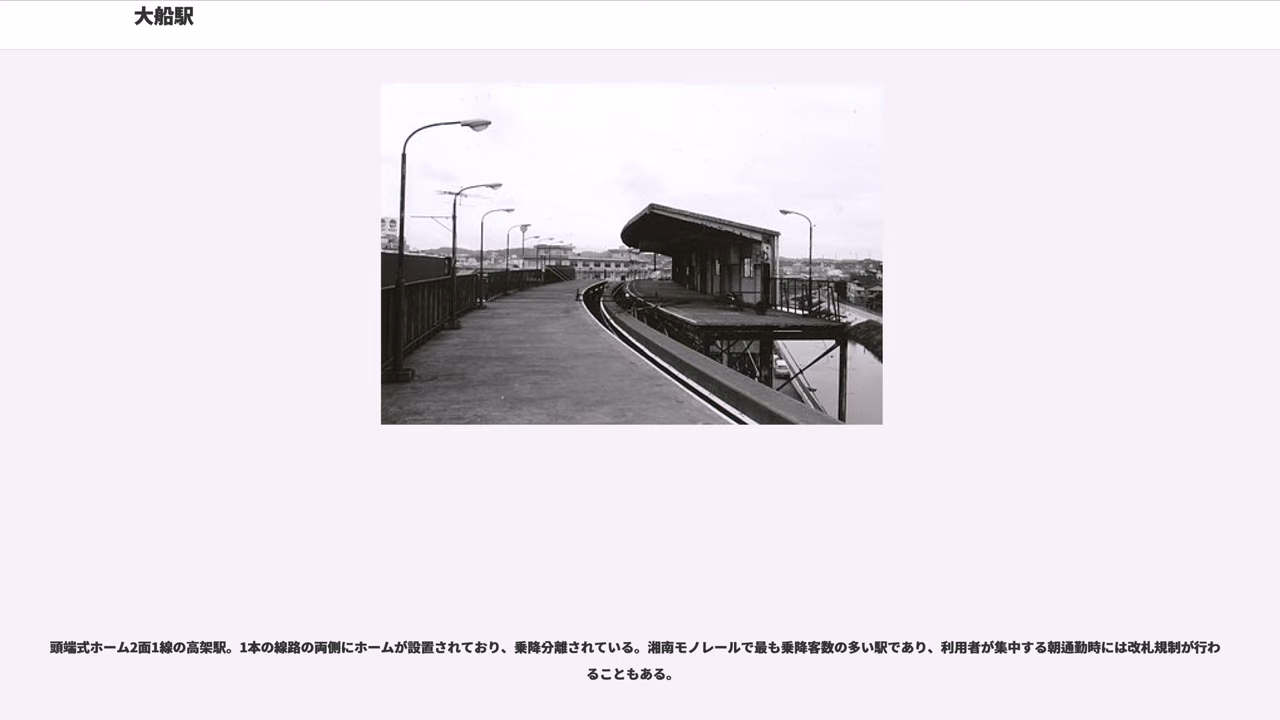 大船駅
頭端式ホーム2面1線の高架駅。1本の線路の両側にホームが設置されており、乗降分離されている。湘南モノレールで最も乗降客数の多い駅であり、利用者が集中する朝通勤時には改札規制が行わ
ることもある。